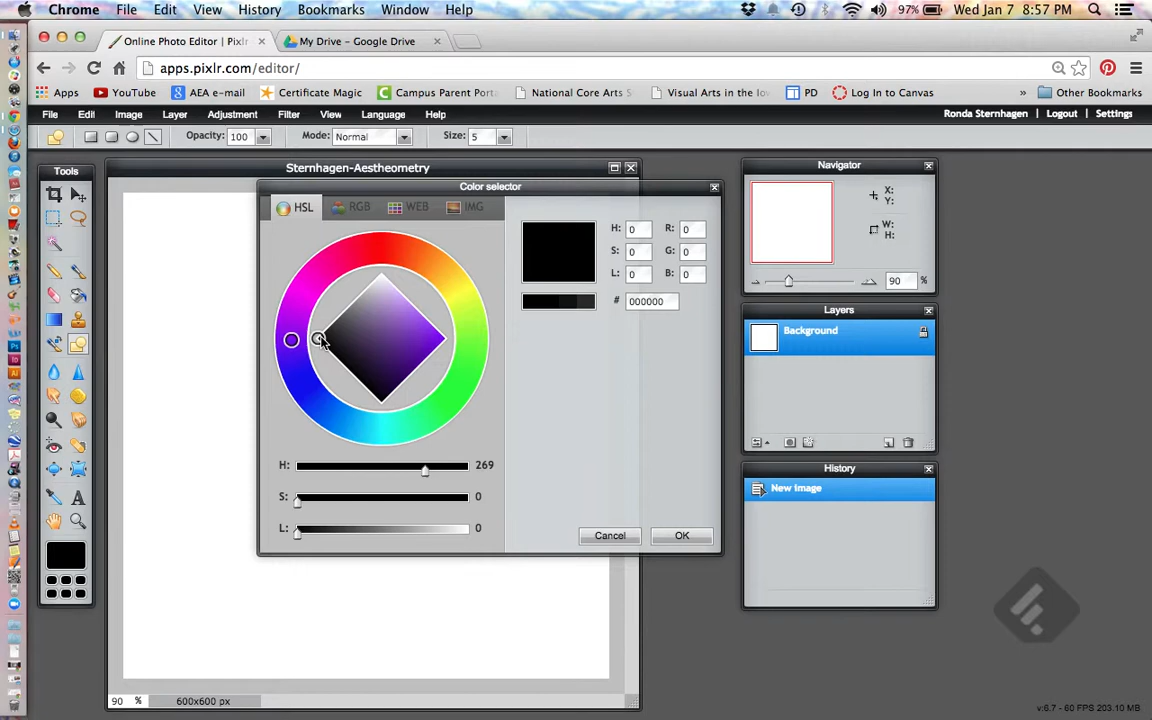 Chrome File Edit View History Bookmarks Window Help 97% Wed Jan 7 8:57 PM
Online Photo Editor | Pixlr My Drive - Google Drive
apps.pixlr.com/editor/
Apps YouTube AEA e-mail Certificate Magic Campus Parent Port National Core Arts S Visual Arts in the Iow PD Log In to Canvas » Other Bookmarks
File Edit Image Layer Adjustment Filter View Language Help Ronda Sternhagen Logout Settings
Opacity: 100 Mode: Normal Size: 5
Tools
Sternhagen-Aestheometry
Navigator
Color selector
HSL RGB WEB IMG
X:
Y:
W:
H:
H: 0 R: 0
S: 0 G: 0
L: 0 B: 0
# 000000
90 %
Layers
Background
H: 269
S: 0
L: 0
Cancel OK
History
New Image
90 % 600x600 px
v:6.7 - 60 FPS 203.10 MB